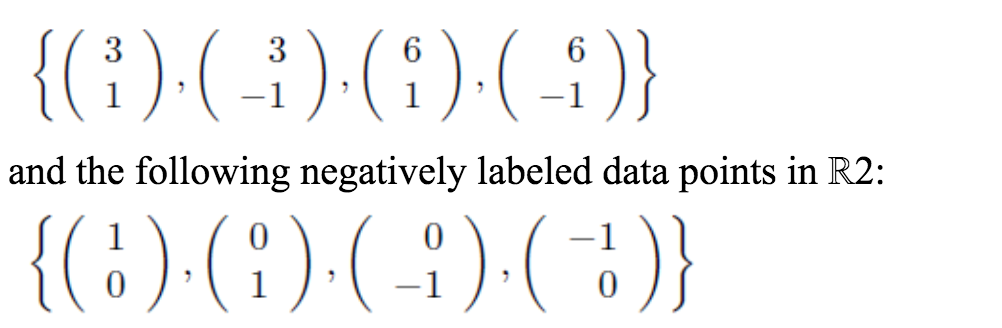 {( 3 1 ), ( 3 −1 ), ( 6 1 ), ( 6 −1 )}
and the following negatively labeled data points in ℝ2:
{( 1 0 ), ( 0 1 ), ( 0 −1 ), ( −1 0 )}